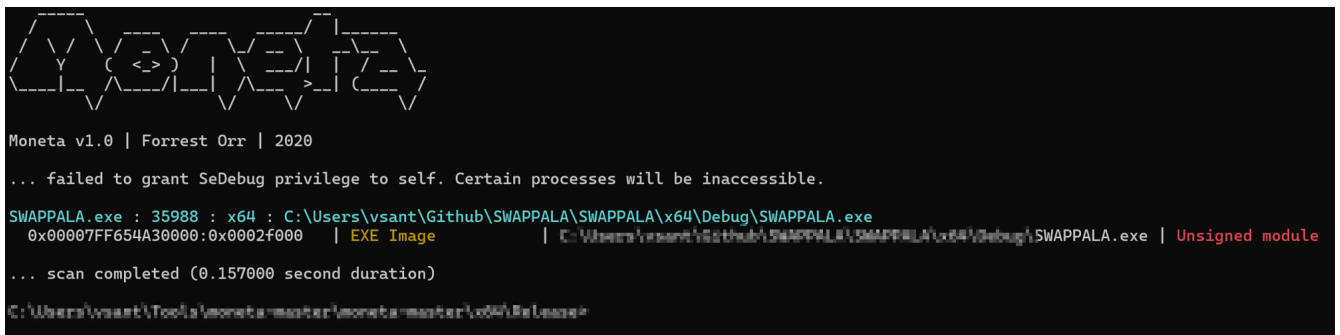 Moneta
Moneta v1.0 | Forrest Orr | 2020
... failed to grant SeDebug privilege to self. Certain processes will be inaccessible.
SWAPPALA.exe : 35988 : x64 : C:\Users\vsant\Github\SWAPPALA\SWAPPALA\x64\Debug\SWAPPALA.exe
0x00007FF654A30000:0x0002f000 | EXE Image | SWAPPALA.exe | Unsigned module
... scan completed (0.157000 second duration)